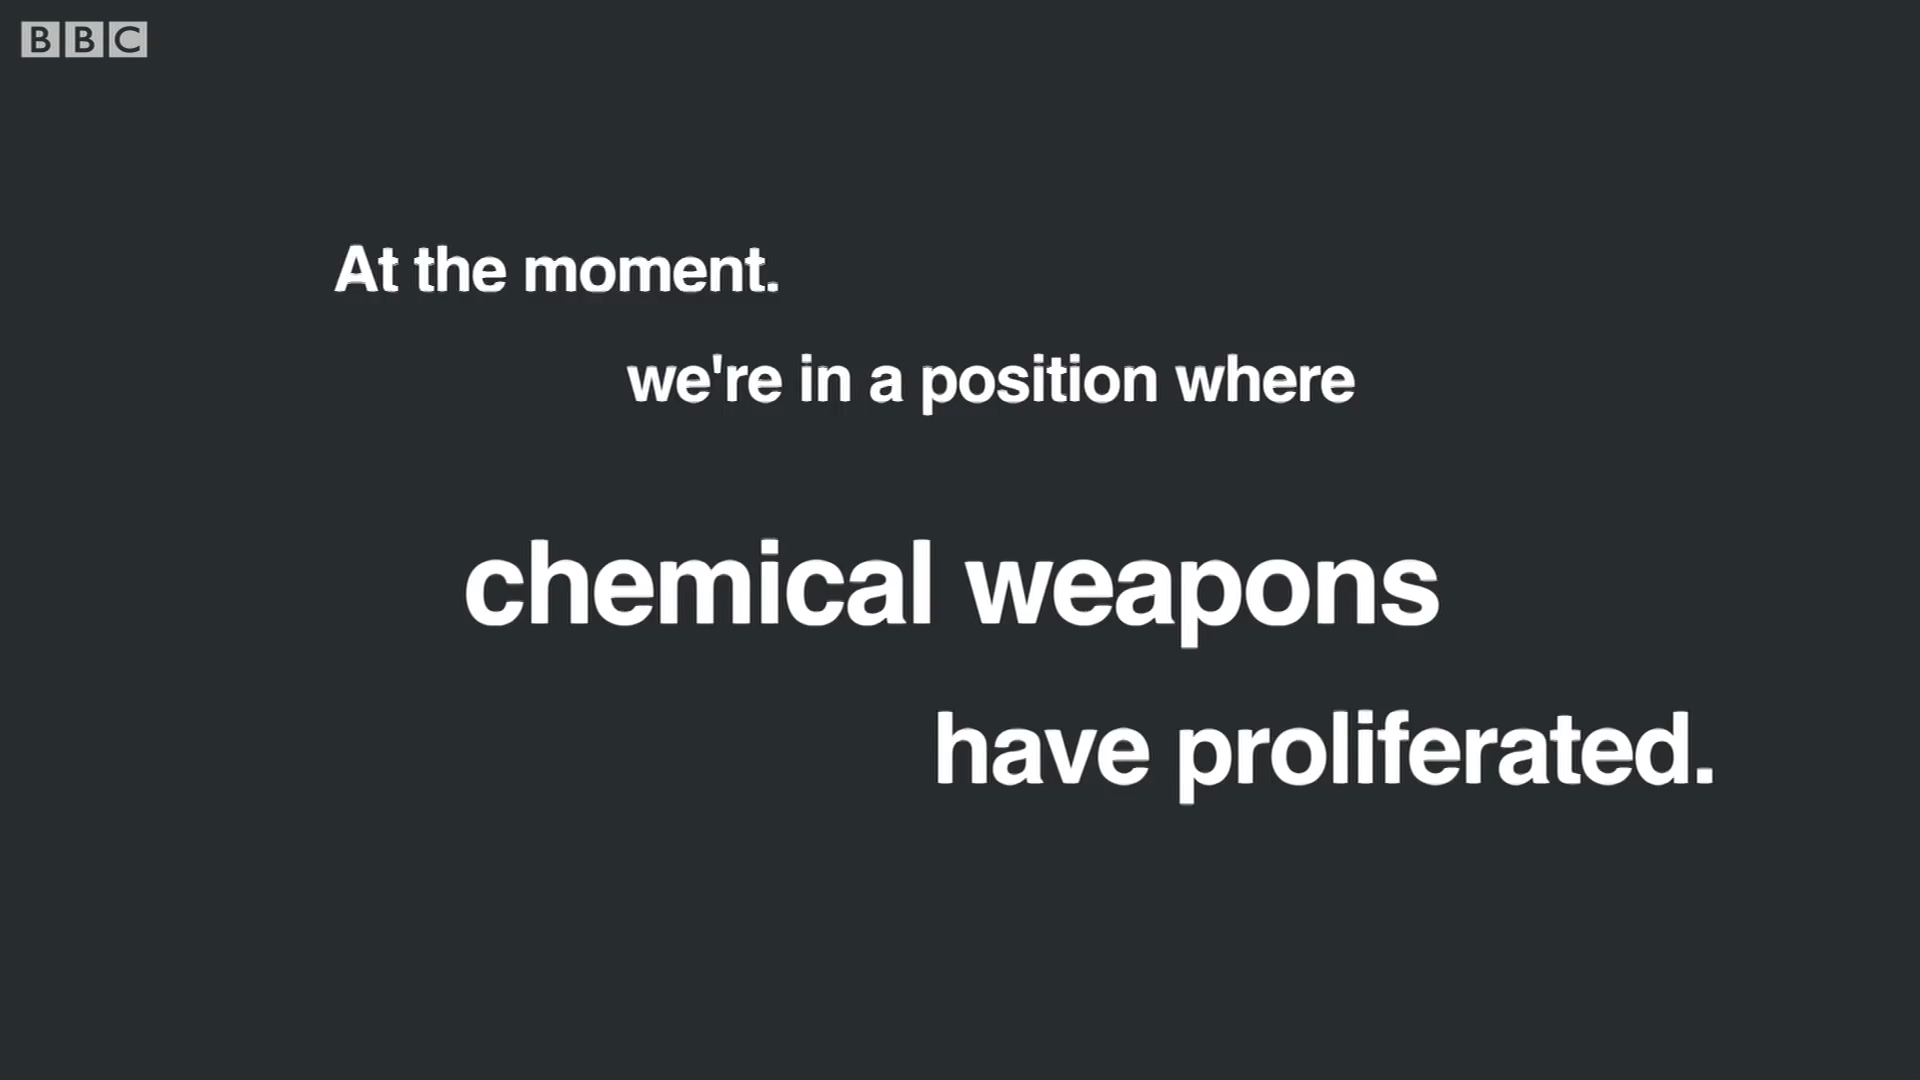 BBC
At the moment.
we're in a position where
chemical weapons
have proliferated.